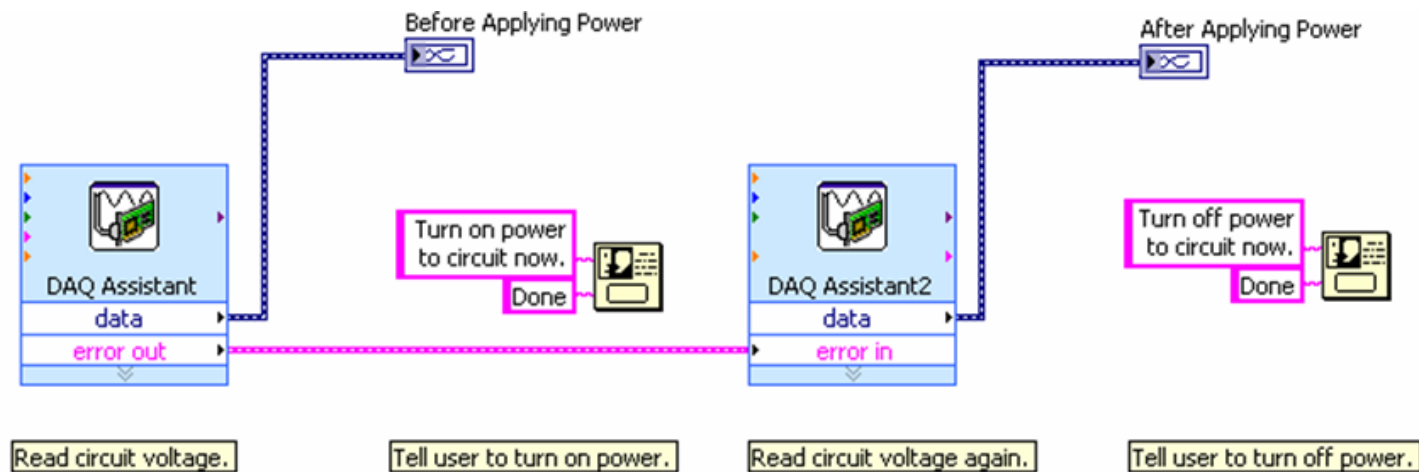 Before Applying Power
After Applying Power
DAQ Assistant
data
error out
Turn on power
to circuit now.
Done
DAQ Assistant2
data
error in
Turn off power
to circuit now.
Done
Read circuit voltage.
Tell user to turn on power.
Read circuit voltage again.
Tell user to turn off power.